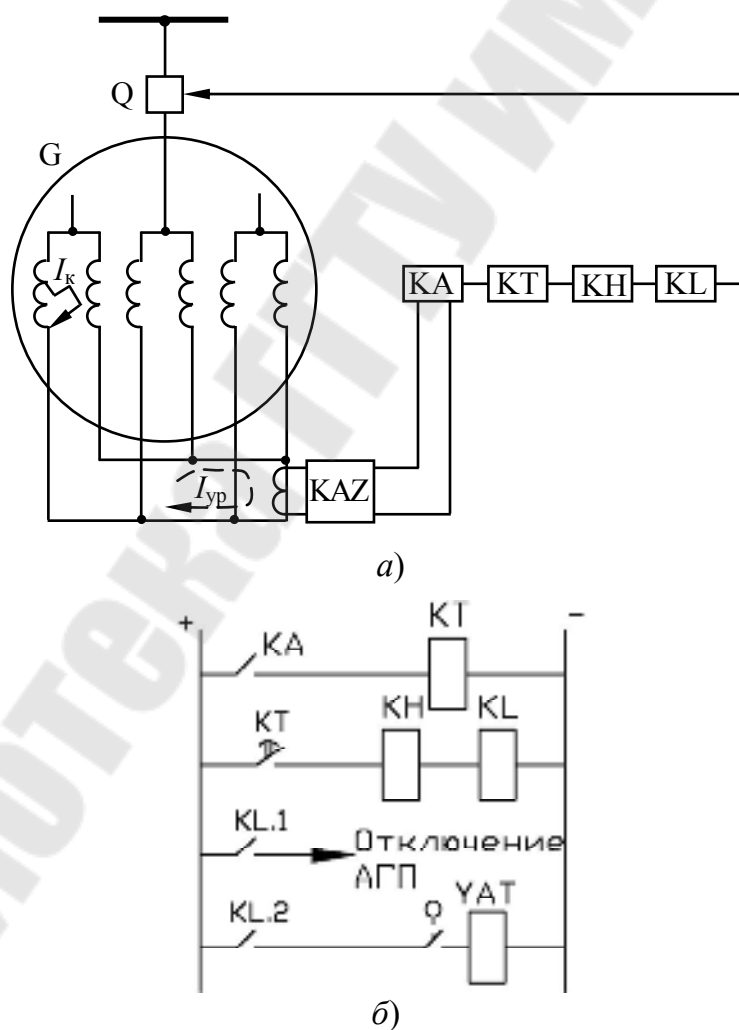 Q
G
Iк
KA KT KH KL
Iур
KAZ
а)
+
-
KT
KA
KT
KH
KL
KL.1
Отключение
АГП
YAT
KL.2
Q
б)